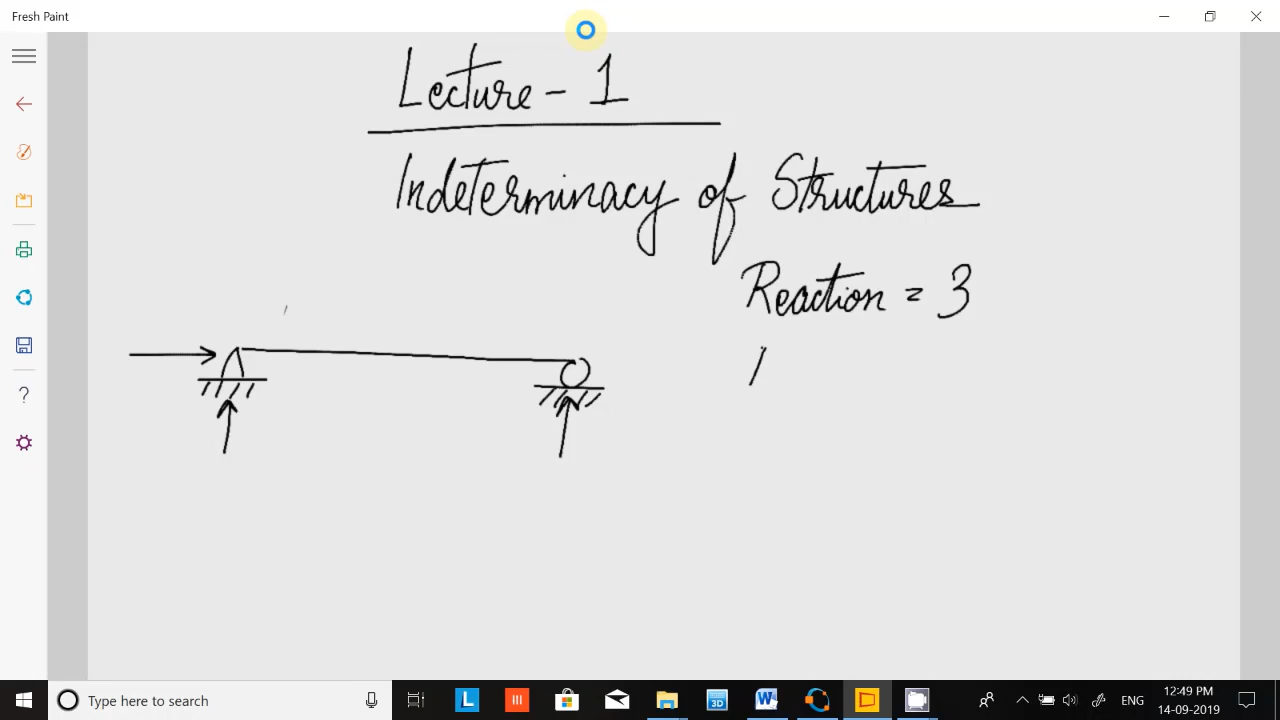 Fresh Paint
Lecture - 1
Indeterminacy of Structures
Reaction = 3
Type here to search
ENG
12:49 PM
14-09-2019